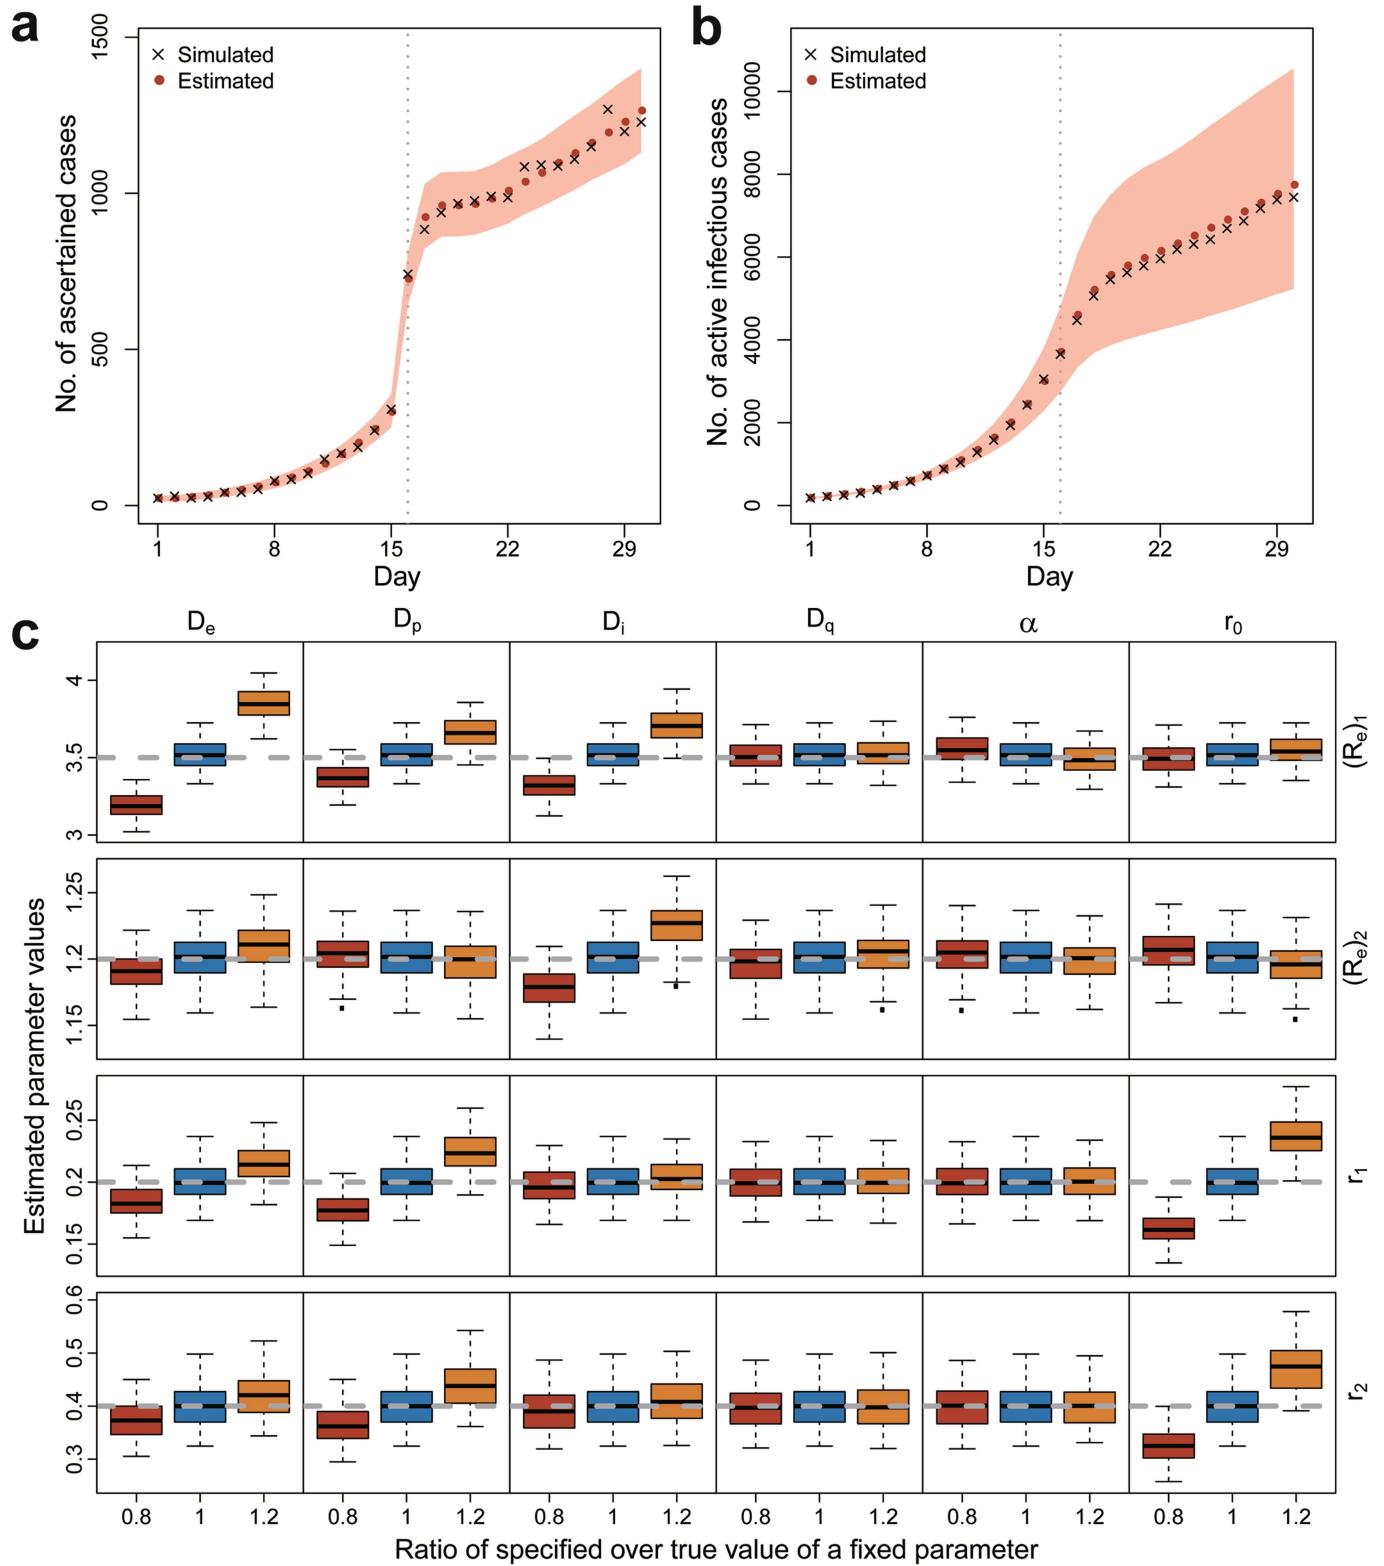 a
b
No. of ascertained cases
1500
1000
500
0
× Simulated
● Estimated
1 8 15 22 29
Day
No. of active infectious cases
10000
8000
6000
4000
2000
0
× Simulated
● Estimated
1 8 15 22 29
Day
c
Dₑ Dₚ Dᵢ D_q α r₀
Estimated parameter values
4
3.5
3
(Rₑ)₁
1.25
1.2
1.15
(Rₑ)₂
0.25
0.2
0.15
r₁
0.6
0.5
0.4
0.3
r₂
0.8 1 1.2 0.8 1 1.2 0.8 1 1.2 0.8 1 1.2 0.8 1 1.2 0.8 1 1.2
Ratio of specified over true value of a fixed parameter